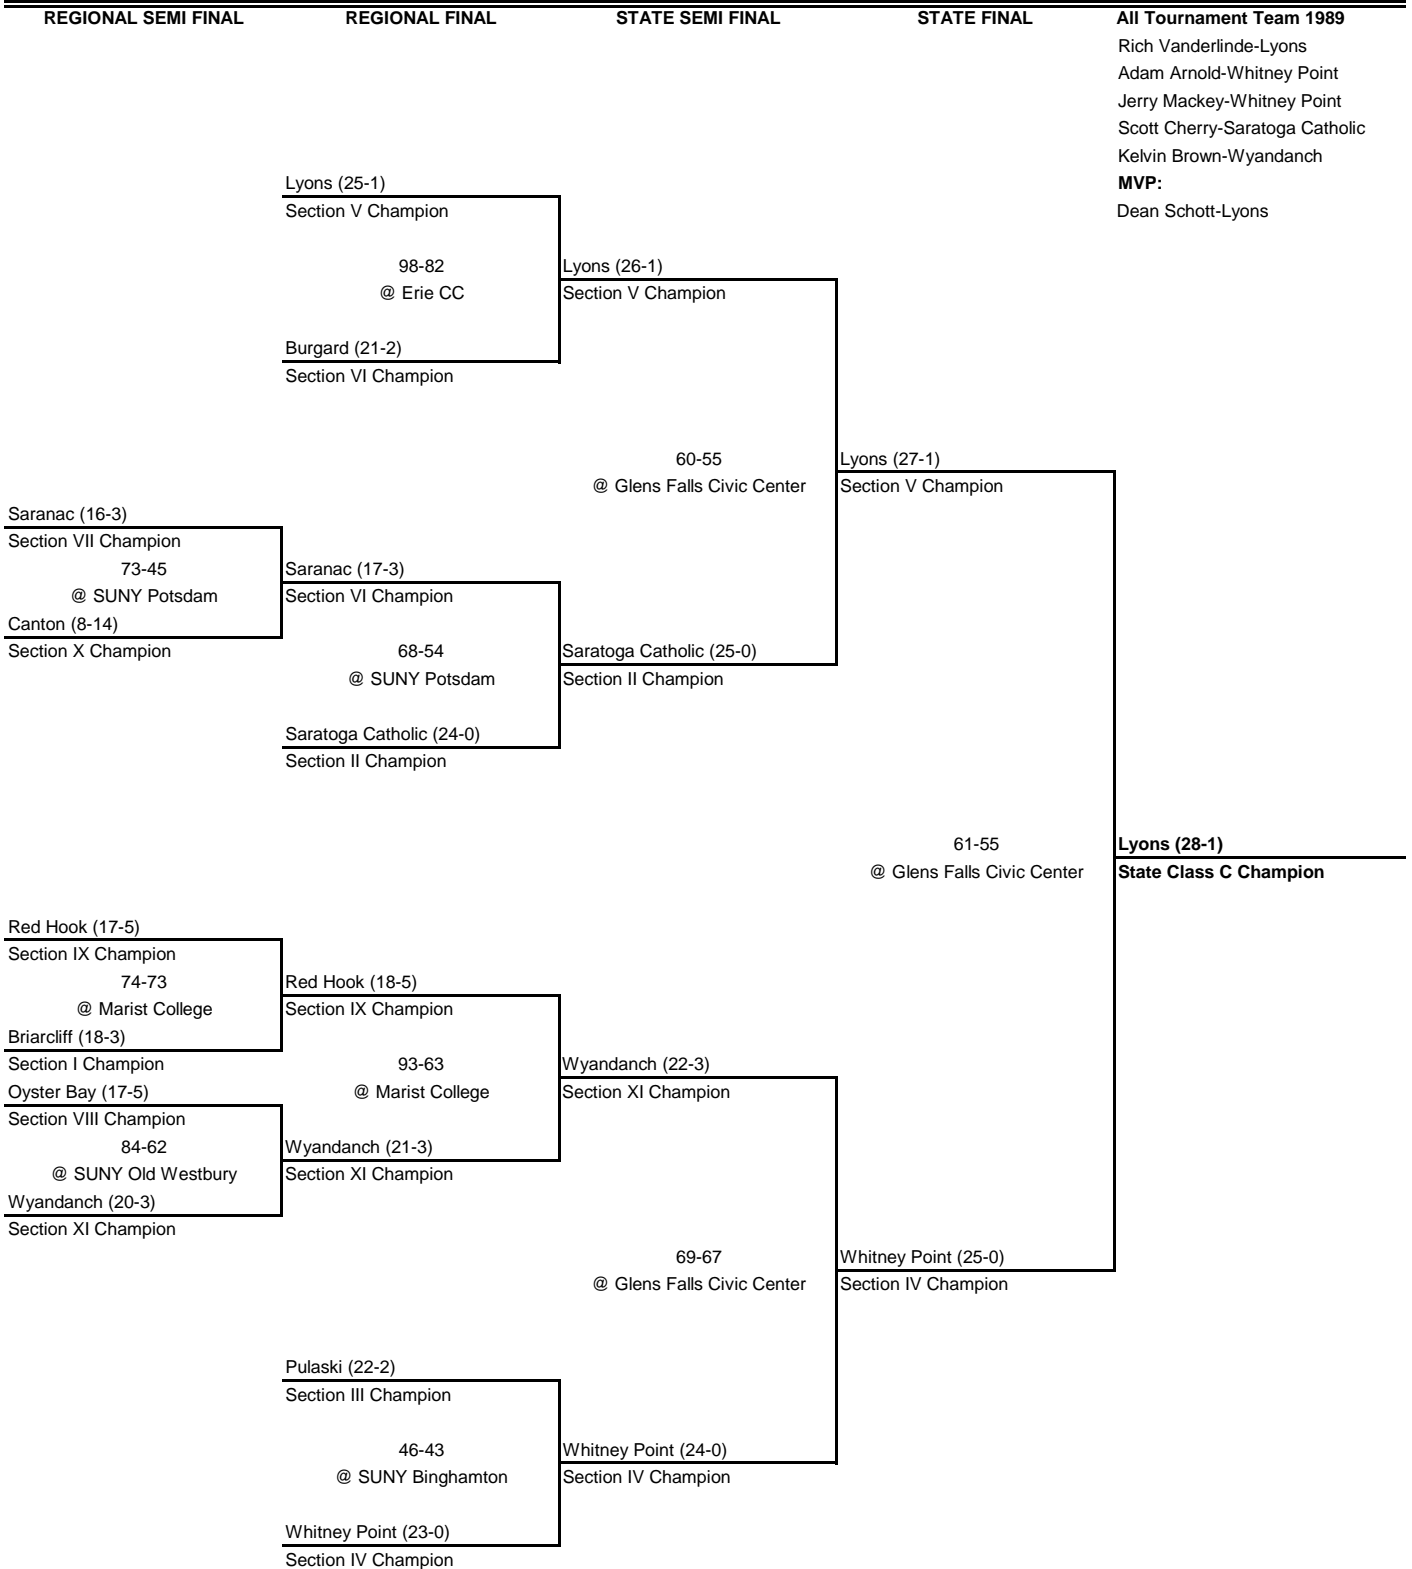 REGIONAL SEMI FINAL REGIONAL FINAL STATE SEMI FINAL STATE FINAL All Tournament Team 1989
Rich Vanderlinde-Lyons
Adam Arnold-Whitney Point
Jerry Mackey-Whitney Point
Scott Cherry-Saratoga Catholic
Kelvin Brown-Wyandanch
Lyons (25-1) MVP:
Section V Champion Dean Schott-Lyons
98-82 Lyons (26-1)
@ Erie CC Section V Champion
Burgard (21-2)
Section VI Champion
60-55 Lyons (27-1)
@ Glens Falls Civic Center Section V Champion
Saranac (16-3)
Section VII Champion
73-45 Saranac (17-3)
@ SUNY Potsdam Section VI Champion
Canton (8-14)
Section X Champion 68-54 Saratoga Catholic (25-0)
@ SUNY Potsdam Section II Champion
Saratoga Catholic (24-0)
Section II Champion
61-55 Lyons (28-1)
@ Glens Falls Civic Center State Class C Champion
Red Hook (17-5)
Section IX Champion
74-73 Red Hook (18-5)
@ Marist College Section IX Champion
Briarcliff (18-3)
Section I Champion 93-63 Wyandanch (22-3)
Oyster Bay (17-5) @ Marist College Section XI Champion
Section VIII Champion
84-62 Wyandanch (21-3)
@ SUNY Old Westbury Section XI Champion
Wyandanch (20-3)
Section XI Champion
69-67 Whitney Point (25-0)
@ Glens Falls Civic Center Section IV Champion
Pulaski (22-2)
Section III Champion
46-43 Whitney Point (24-0)
@ SUNY Binghamton Section IV Champion
Whitney Point (23-0)
Section IV Champion